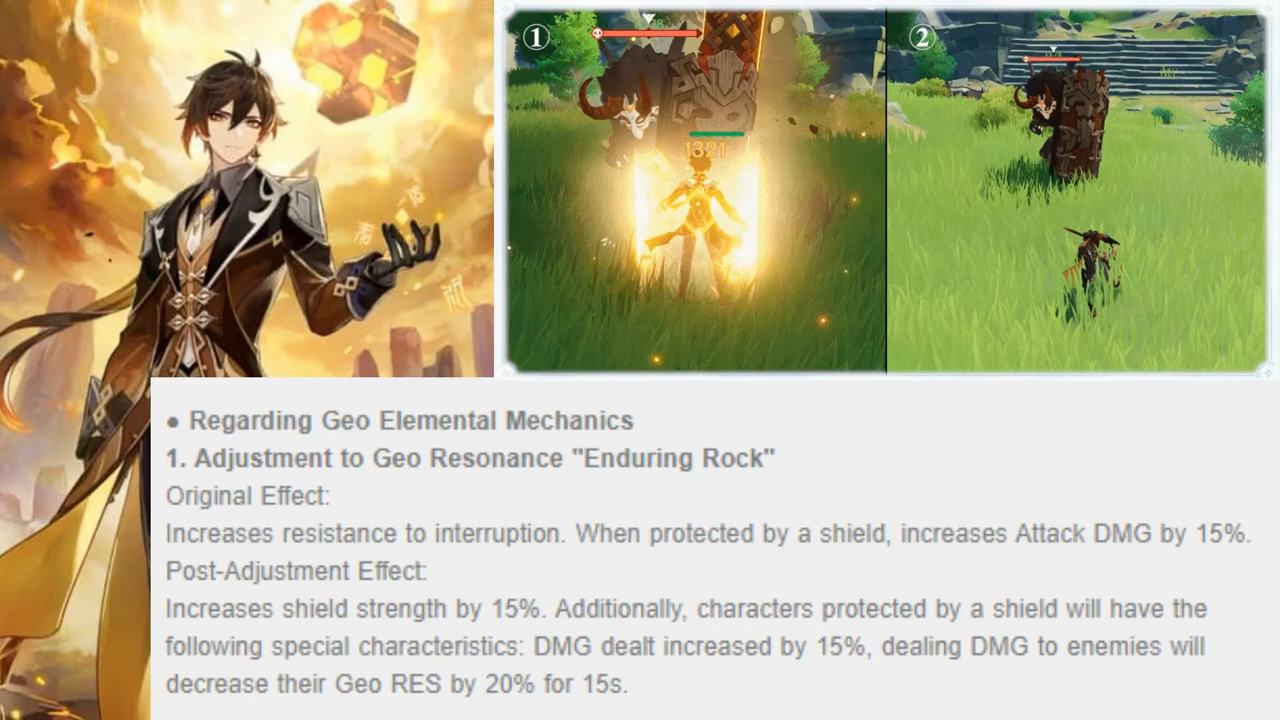 1
2
1321
● Regarding Geo Elemental Mechanics
1. Adjustment to Geo Resonance "Enduring Rock"
Original Effect:
Increases resistance to interruption. When protected by a shield, increases Attack DMG by 15%.
Post-Adjustment Effect:
Increases shield strength by 15%. Additionally, characters protected by a shield will have the
following special characteristics: DMG dealt increased by 15%, dealing DMG to enemies will
decrease their Geo RES by 20% for 15s.